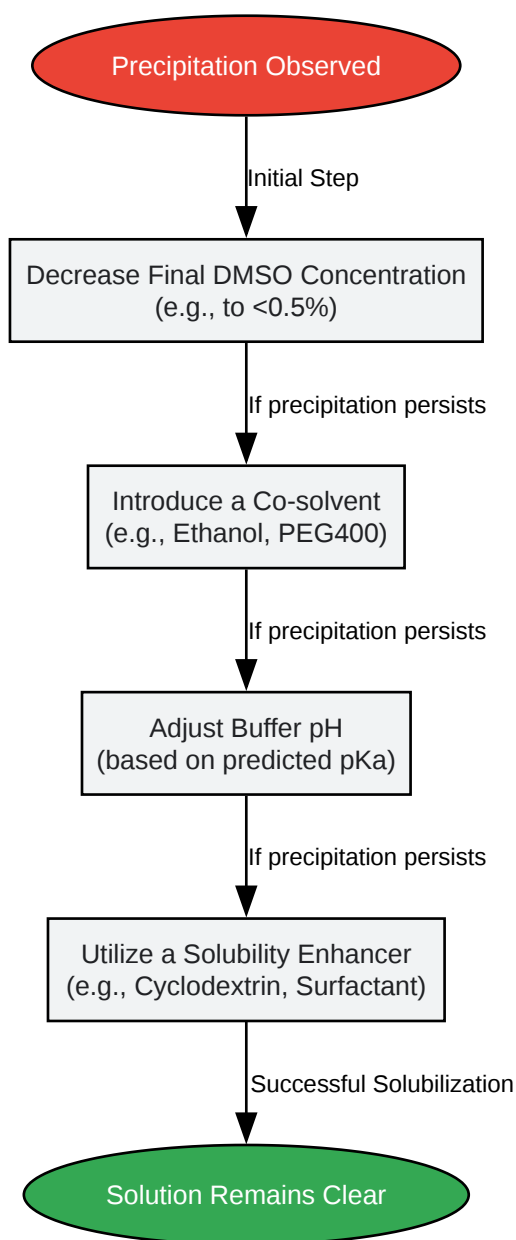 Precipitation Observed
Initial Step
Decrease Final DMSO Concentration
(e.g., to <0.5%)
If precipitation persists
Introduce a Co-solvent
(e.g., Ethanol, PEG400)
If precipitation persists
Adjust Buffer pH
(based on predicted pKa)
If precipitation persists
Utilize a Solubility Enhancer
(e.g., Cyclodextrin, Surfactant)
Successful Solubilization
Solution Remains Clear